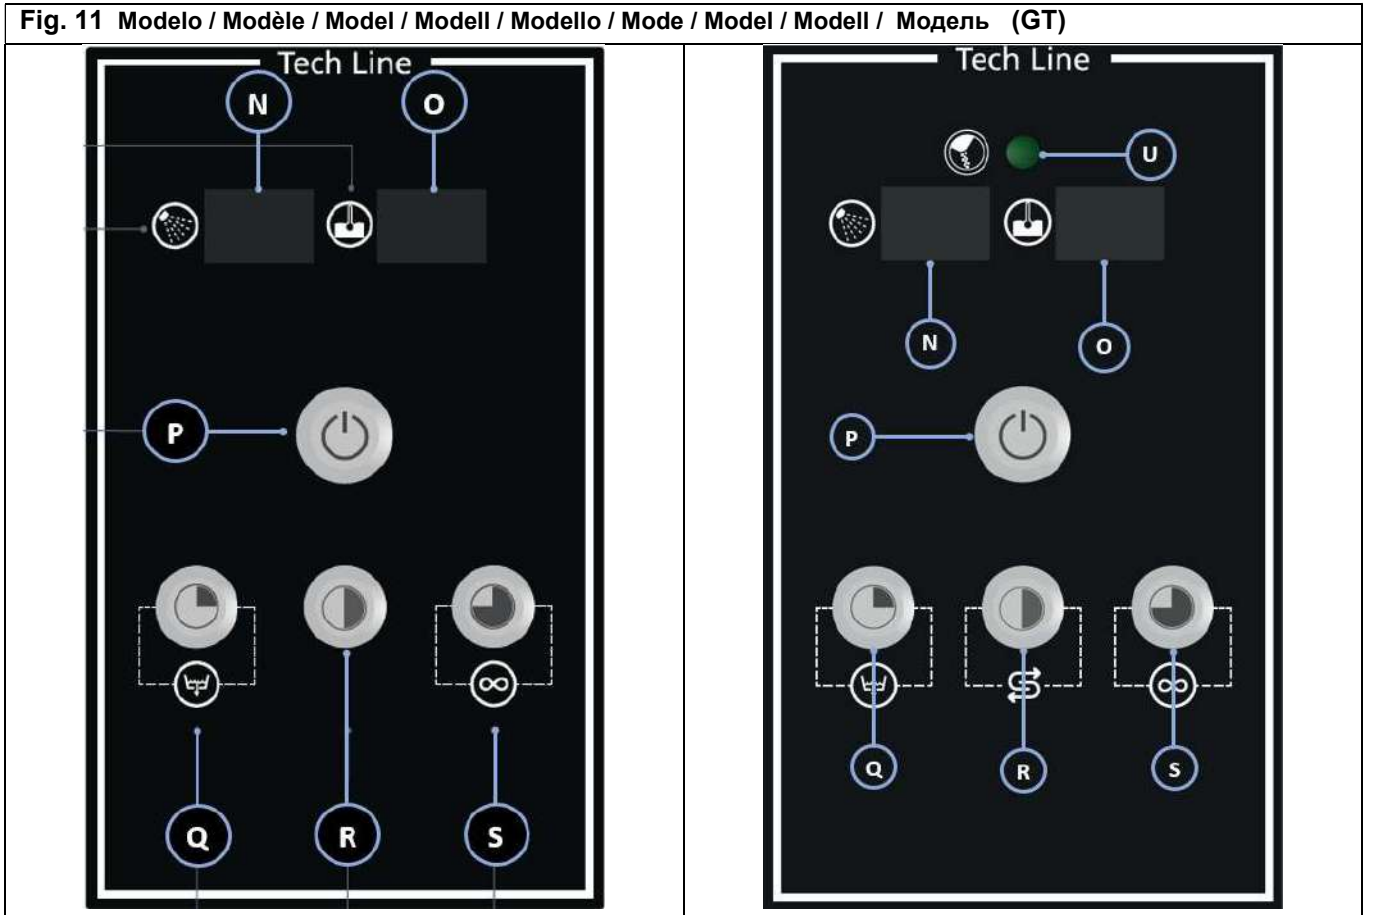 Fig. 11 Modelo / Modèle / Model / Modell / Modello / Mode / Model / Modell / Модель (GT)
Tech Line
N O
P
Q R S
Tech Line
U
N O
P
Q R S